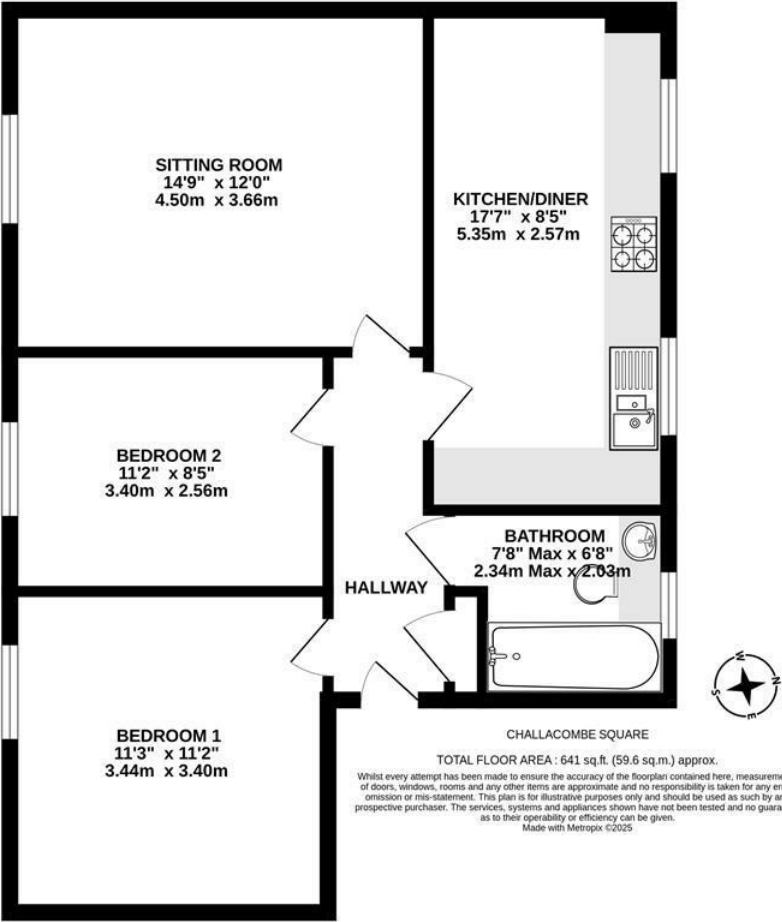 SITTING ROOM
14'9" x 12'0"
4.50m x 3.66m
KITCHEN/DINER
17'7" x 8'5"
5.35m x 2.57m
BEDROOM 2
11'2" x 8'5"
3.40m x 2.56m
BATHROOM
7'8" Max x 6'8"
2.34m Max x 2.03m
HALLWAY
BEDROOM 1
11'3" x 11'2"
3.44m x 3.40m
W
N
S
E
CHALLACOMBE SQUARE
TOTAL FLOOR AREA : 641 sq.ft. (59.6 sq.m.) approx.
Whilst every attempt has been made to ensure the accuracy of the floorplan contained here, measureme
of doors, windows, rooms and any other items are approximate and no responsibility is taken for any er
omission or mis-statement. This plan is for illustrative purposes only and should be used as such by a
prospective purchaser. The services, systems and appliances shown have not been tested and no guara
as to their operability or efficiency can be given.
Made with Metropix ©2025